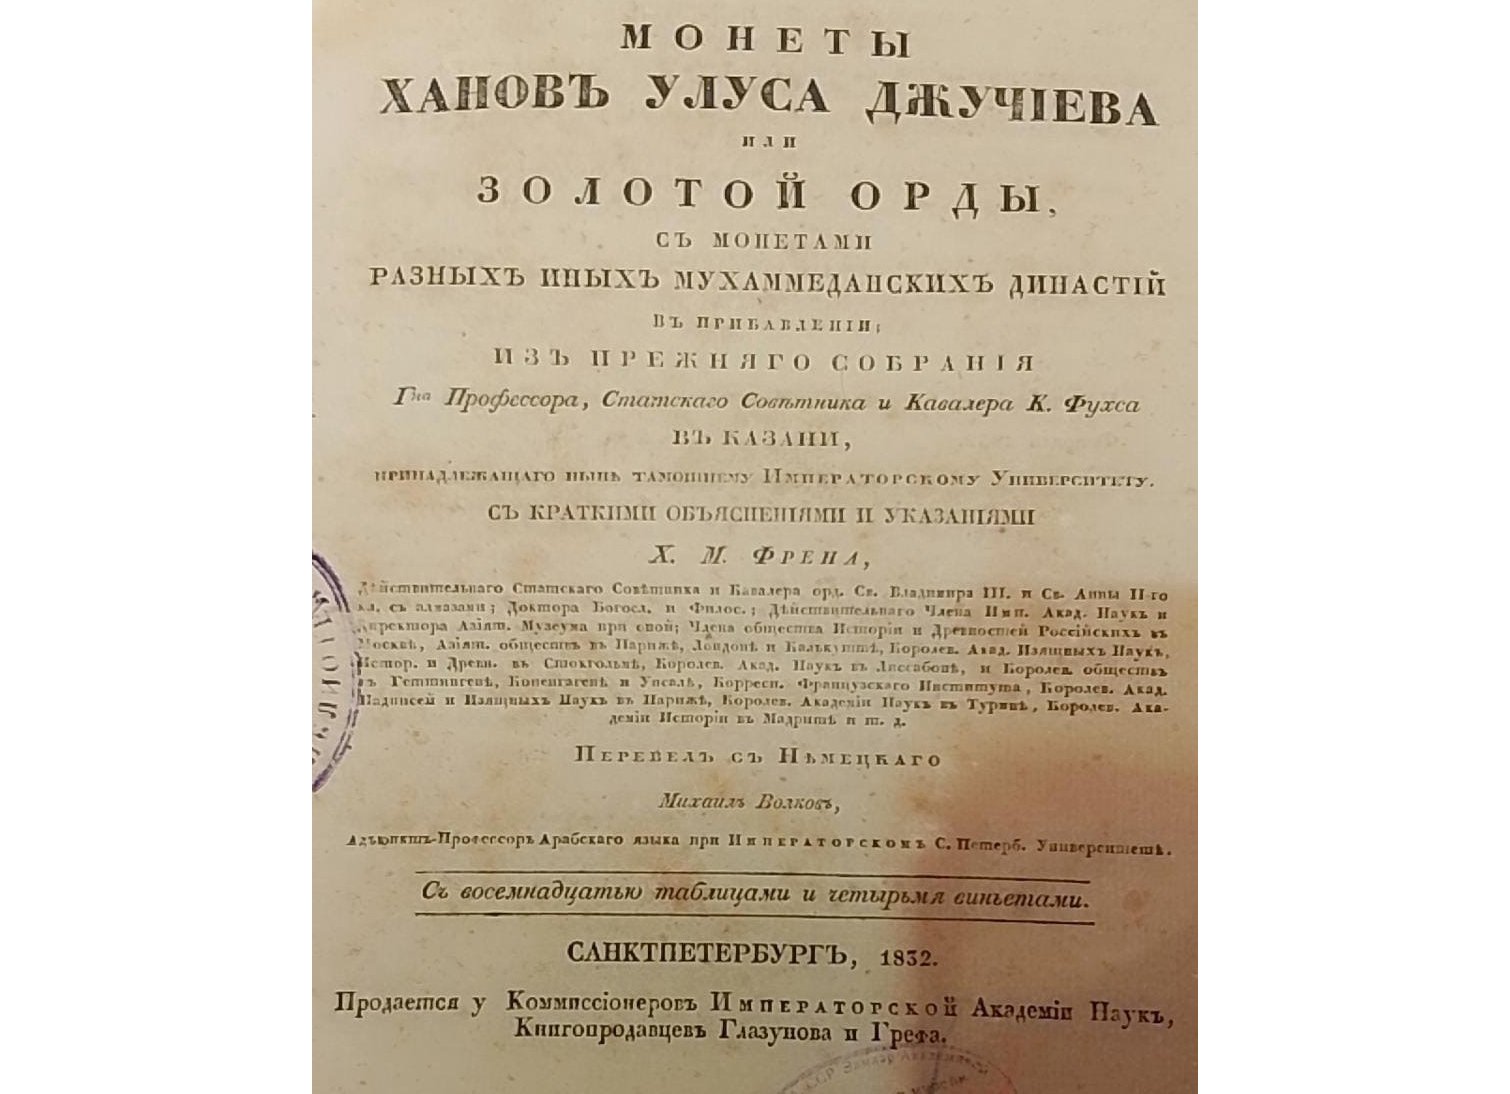 МОНЕТЫ
ХАНОВЪ УЛУСА ДЖУЧІЕВА
ИЛИ
ЗОЛОТОЙ ОРДЫ,
СЪ МОНЕТАМИ
РАЗНЫХЪ ИНЫХЪ МУХАММЕДАНСКИХЪ ДИНАСТІЙ
ВЪ ПРИБАВЛЕНІИ;
ИЗЪ ПРЕЖНЯГО СОБРАНІЯ
Гна Профессора, Статскаго Совѣтника и Кавалера К. Фухса
ВЪ КАЗАНИ,
ПРИНАДЛЕЖАЩАГО НЫНѢ ТАМОШНЕМУ ИМПЕРАТОРСКОМУ УНИВЕРСИТЕТУ.
СЪ КРАТКИМИ ОБЪЯСНЕНІЯМИ И УКАЗАНІЯМИ
Х. М. ФРЕНА,
Дѣйствительнаго Статскаго Совѣтника и Кавалера орд. Св. Владимира III. и Св. Анны II-го
кл. съ алмазами; Доктора Богосл. и Филос.; Дѣйствительнаго Члена Имп. Акад. Наукъ и
Директора Азіят. Музеума при оной; Члена общества Исторіи и Древностей Россійскихъ въ
Москвѣ, Азіят. обществъ въ Парижѣ, Лондонѣ и Калькуттѣ, Королев. Акад. Изящныхъ Наукъ,
Истор. и Древн. въ Стокгольмѣ, Королев. Акад. Наукъ въ Лиссабонѣ, и Королев. обществъ
въ Геттингенѣ, Копенгагенѣ и Упсалѣ, Корресп. Французскаго Института, Королев. Акад.
Надписей и Изящныхъ Наукъ въ Парижѣ, Королев. Академіи Наукъ въ Туринѣ, Королев. Ака-
деміи Исторіи въ Мадритѣ и т. д.
ПЕРЕВЕЛЪ СЪ НѢМЕЦКАГО
Михаилъ Волковъ,
Адъюнктъ-Профессоръ Арабскаго языка при ИМПЕРАТОРСКОМЪ С. Петерб. Университетѣ.
Съ восемнадцатью таблицами и четырьмя виньетами.
САНКТПЕТЕРБУРГЪ, 1832.
Продается у Коммиссіонеровъ ИМПЕРАТОРСКОЙ Академіи Наукъ,
Книгопродавцевъ Глазунова и Грефа.